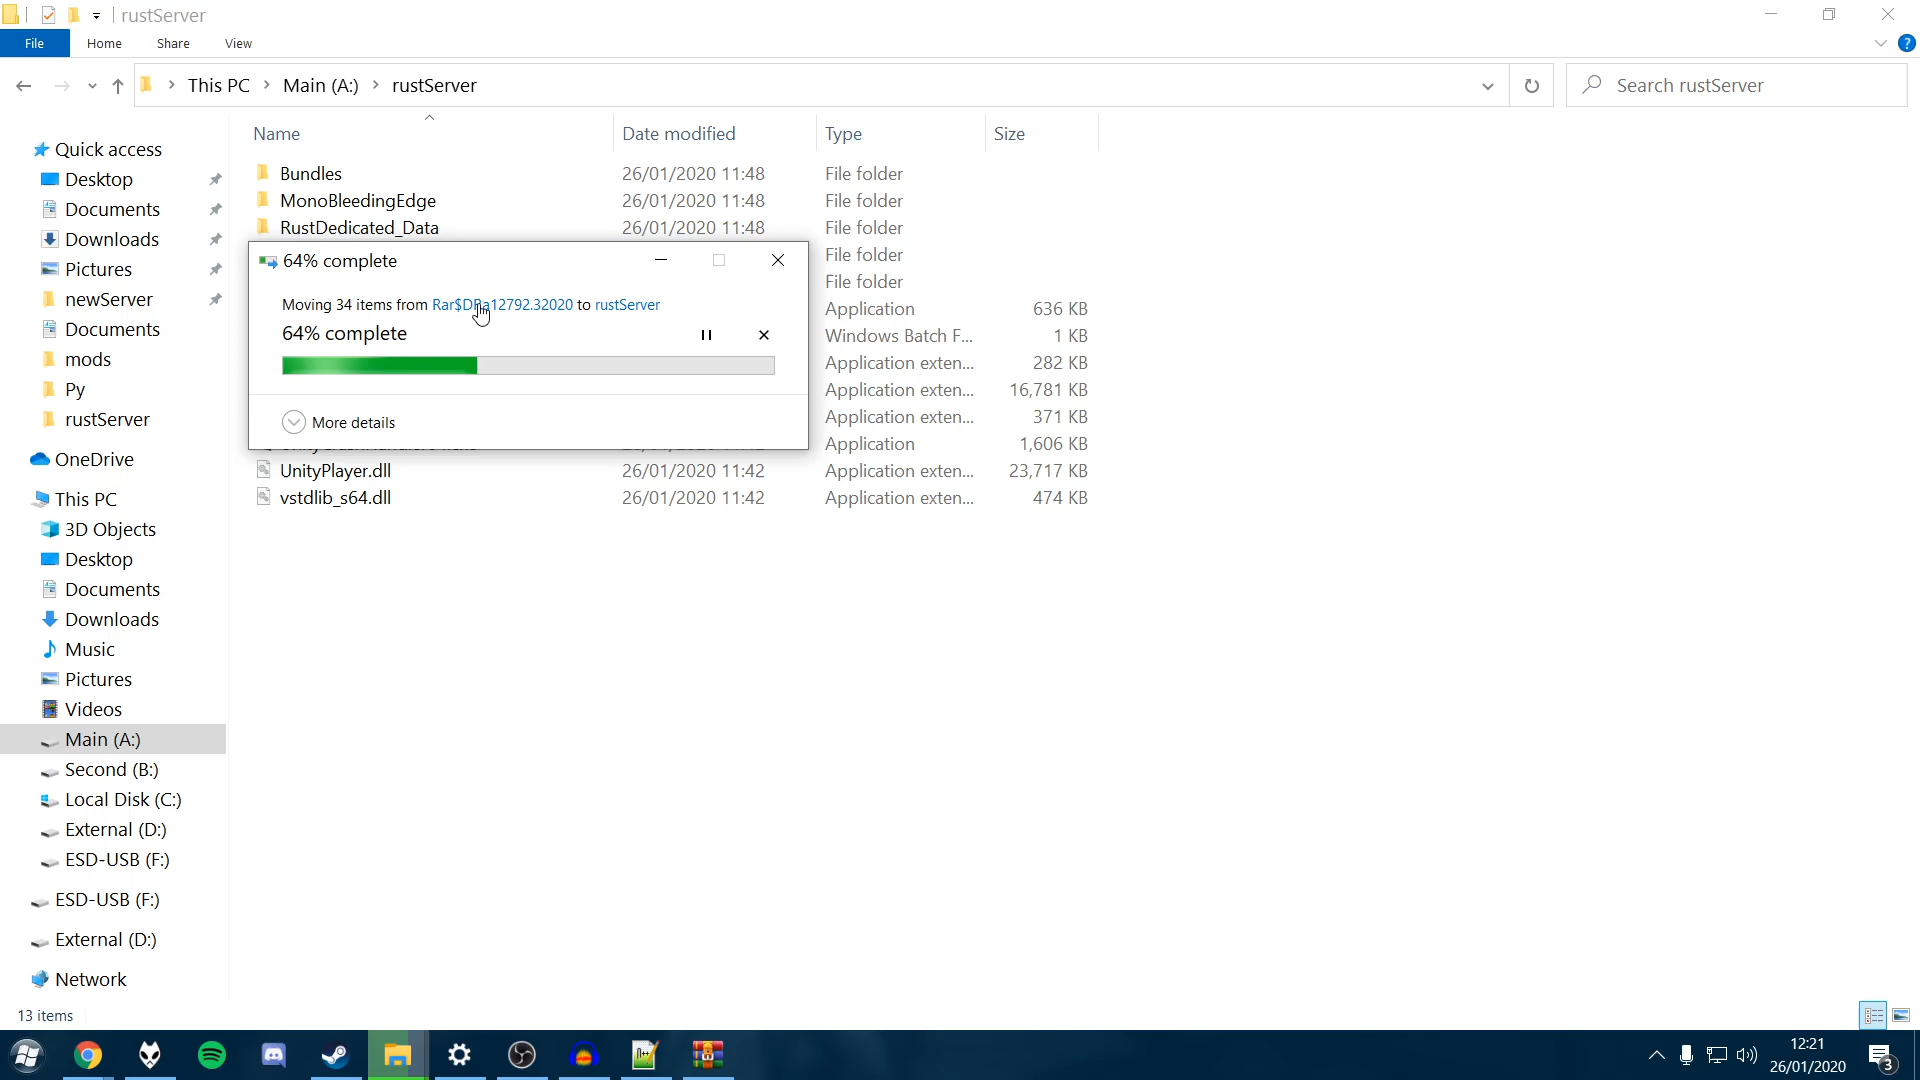 rustServer
File Home Share View
This PC Main (A:) rustServer
Search rustServer
Name Date modified Type Size
Quick access
Desktop
Documents
Downloads
Pictures
newServer
Documents
mods
Py
rustServer
OneDrive
This PC
3D Objects
Desktop
Documents
Downloads
Music
Pictures
Videos
Main (A:)
Second (B:)
Local Disk (C:)
External (D:)
ESD-USB (F:)
ESD-USB (F:)
External (D:)
Network
Bundles 26/01/2020 11:48 File folder
MonoBleedingEdge 26/01/2020 11:48 File folder
RustDedicated_Data 26/01/2020 11:48 File folder
File folder
File folder
Application 636 KB
Windows Batch F... 1 KB
Application exten... 282 KB
Application exten... 16,781 KB
Application exten... 371 KB
Application 1,606 KB
UnityPlayer.dll 26/01/2020 11:42 Application exten... 23,717 KB
vstdlib_s64.dll 26/01/2020 11:42 Application exten... 474 KB
64% complete
Moving 34 items from Rar$DRa12792.32020 to rustServer
64% complete
More details
13 items
12:21
26/01/2020
3